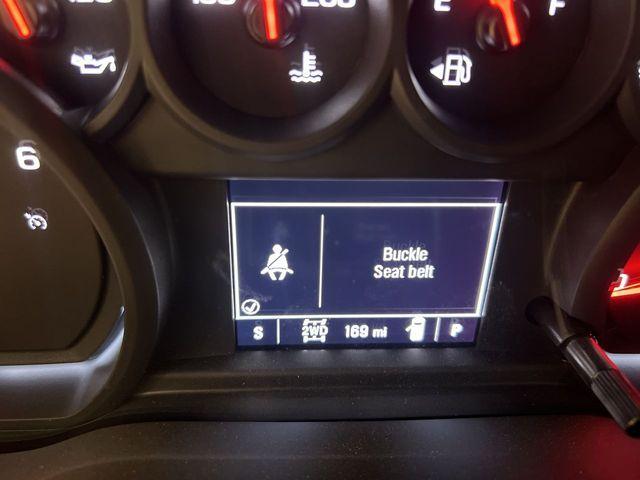 E F
6
Buckle
Seat belt
S 2WD 169 mi P